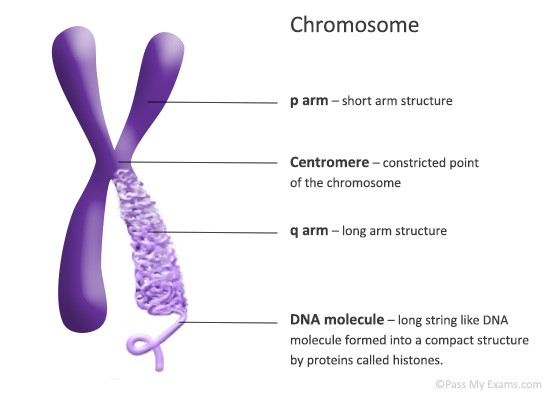 Chromosome
p arm – short arm structure
Centromere – constricted point
of the chromosome
q arm – long arm structure
DNA molecule – long string like DNA
molecule formed into a compact structure
by proteins called histones.
©Pass My Exams.com